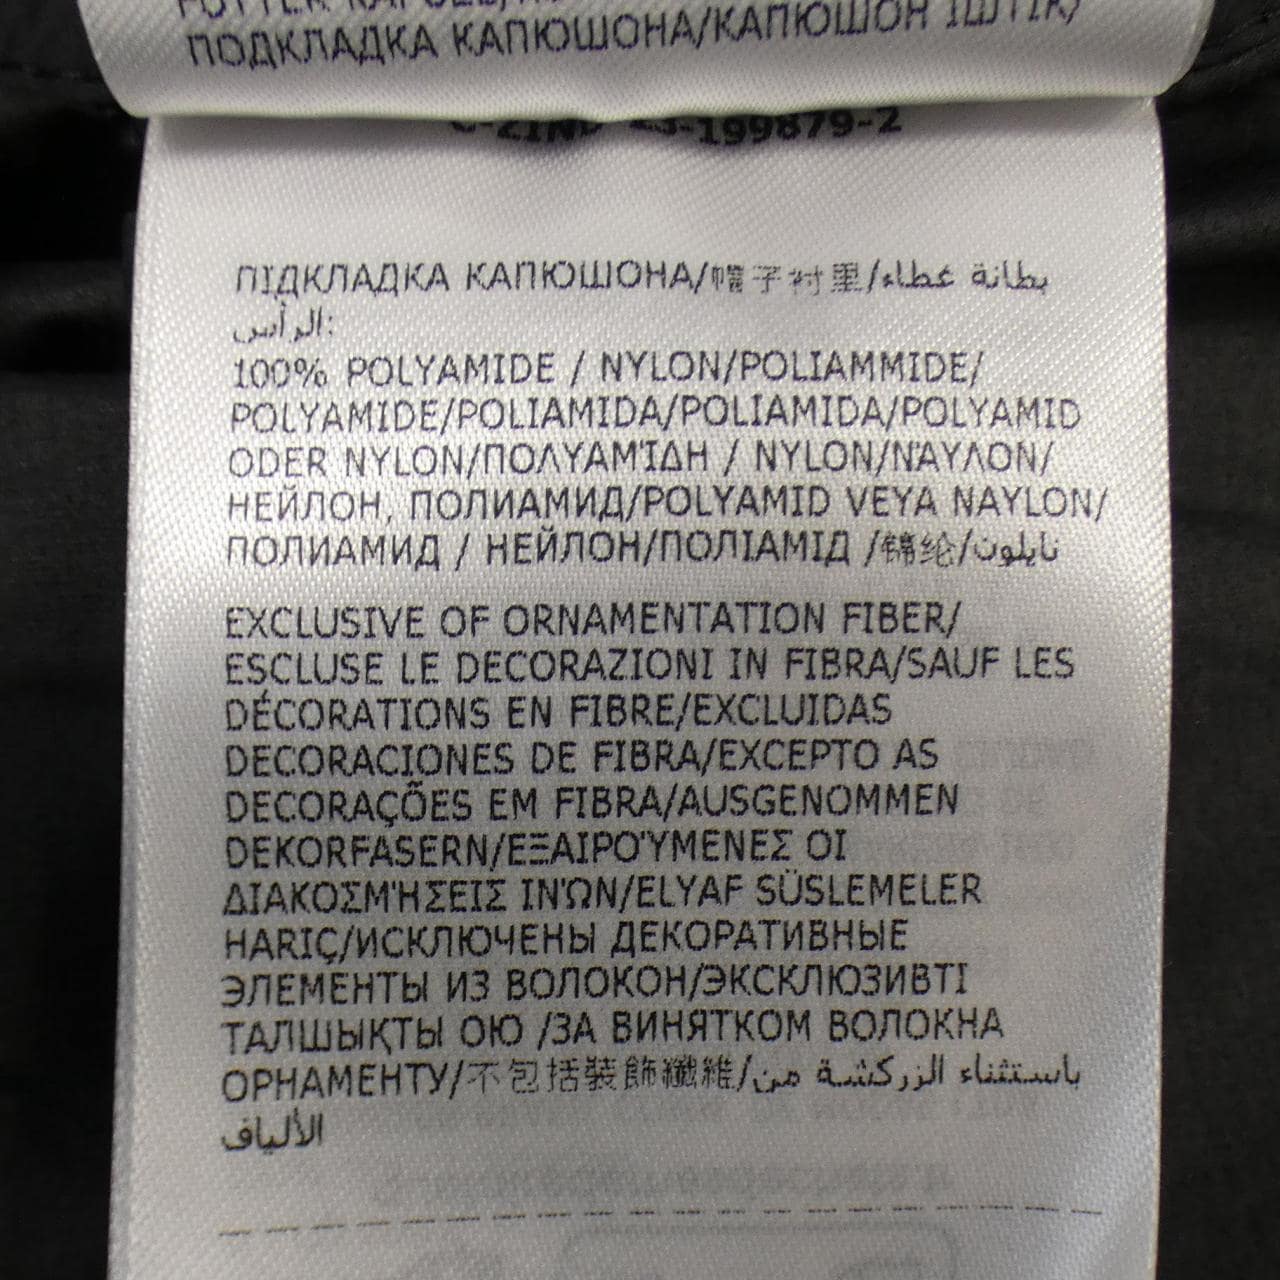 ПОДКЛАДКА КАПЮШОНА/КАПЮШОН ІШТІК/
-199879-2
ПІДКЛАДКА КАПЮШОНА/帽子衬里/بطانة غطاء
الرأس:
100% POLYAMIDE / NYLON/POLIAMMIDE/
POLYAMIDE/POLIAMIDA/POLIAMIDA/POLYAMID
ODER NYLON/ΠΟΛΥΑΜΊΔΗ / NYLON/ΝΆΥΛΟΝ/
НЕЙЛОН, ПОЛИАМИД/POLYAMID VEYA NAYLON/
ПОЛИАМИД / НЕЙЛОН/ПОЛІАМІД /锦纶/نايلون
EXCLUSIVE OF ORNAMENTATION FIBER/
ESCLUSE LE DECORAZIONI IN FIBRA/SAUF LES
DÉCORATIONS EN FIBRE/EXCLUIDAS
DECORACIONES DE FIBRA/EXCEPTO AS
DECORAÇÕES EM FIBRA/AUSGENOMMEN
DEKORFASERN/ΕΞΑΙΡΟΎΜΕΝΕΣ ΟΙ
ΔΙΑΚΟΣΜΉΣΕΙΣ ΙΝΏΝ/ELYAF SÜSLEMELER
HARIÇ/ИСКЛЮЧЕНЫ ДЕКОРАТИВНЫЕ
ЭЛЕМЕНТЫ ИЗ ВОЛОКОН/ЭКСКЛЮЗИВТІ
ТАЛШЫҚТЫ ОЮ /ЗА ВИНЯТКОМ ВОЛОКНА
ОРНАМЕНТУ/不包括裝飾纖維/باستثناء الزركشة من
الألياف